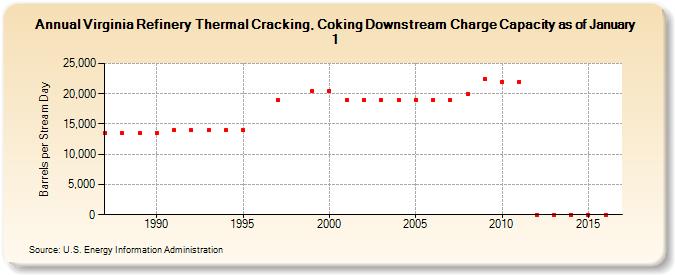 Annual Virginia Refinery Thermal Cracking, Coking Downstream Charge Capacity as of January
1
Barrels per Stream Day
25,000
20,000
15,000
10,000
5,000
0
1990 1995 2000 2005 2010 2015
Source: U.S. Energy Information Administration